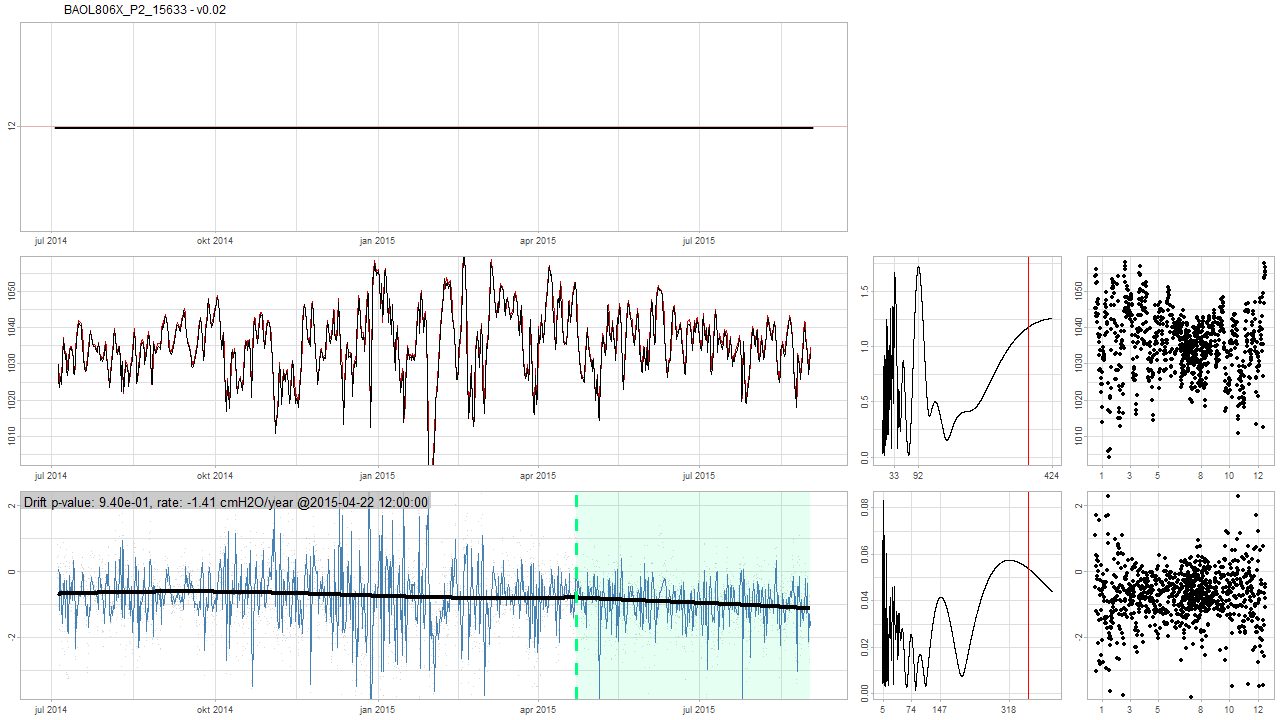 BAOL806X_P2_15633 - v0.02
12
jul 2014 okt 2014 jan 2015 apr 2015 jul 2015
1050
1040
1030
1020
1010
jul 2014 okt 2014 jan 2015 apr 2015 jul 2015
1.5
1.0
0.5
0.0
33 92 424
1050
1040
1030
1020
1010
1 3 5 8 10 12
Drift p-value: 9.40e-01, rate: -1.41 cmH2O/year @2015-04-22 12:00:00
2
0
-2
jul 2014 okt 2014 jan 2015 apr 2015 jul 2015
0.08
0.06
0.04
0.02
0.00
5 74 147 318
2
0
-2
1 3 5 8 10 12